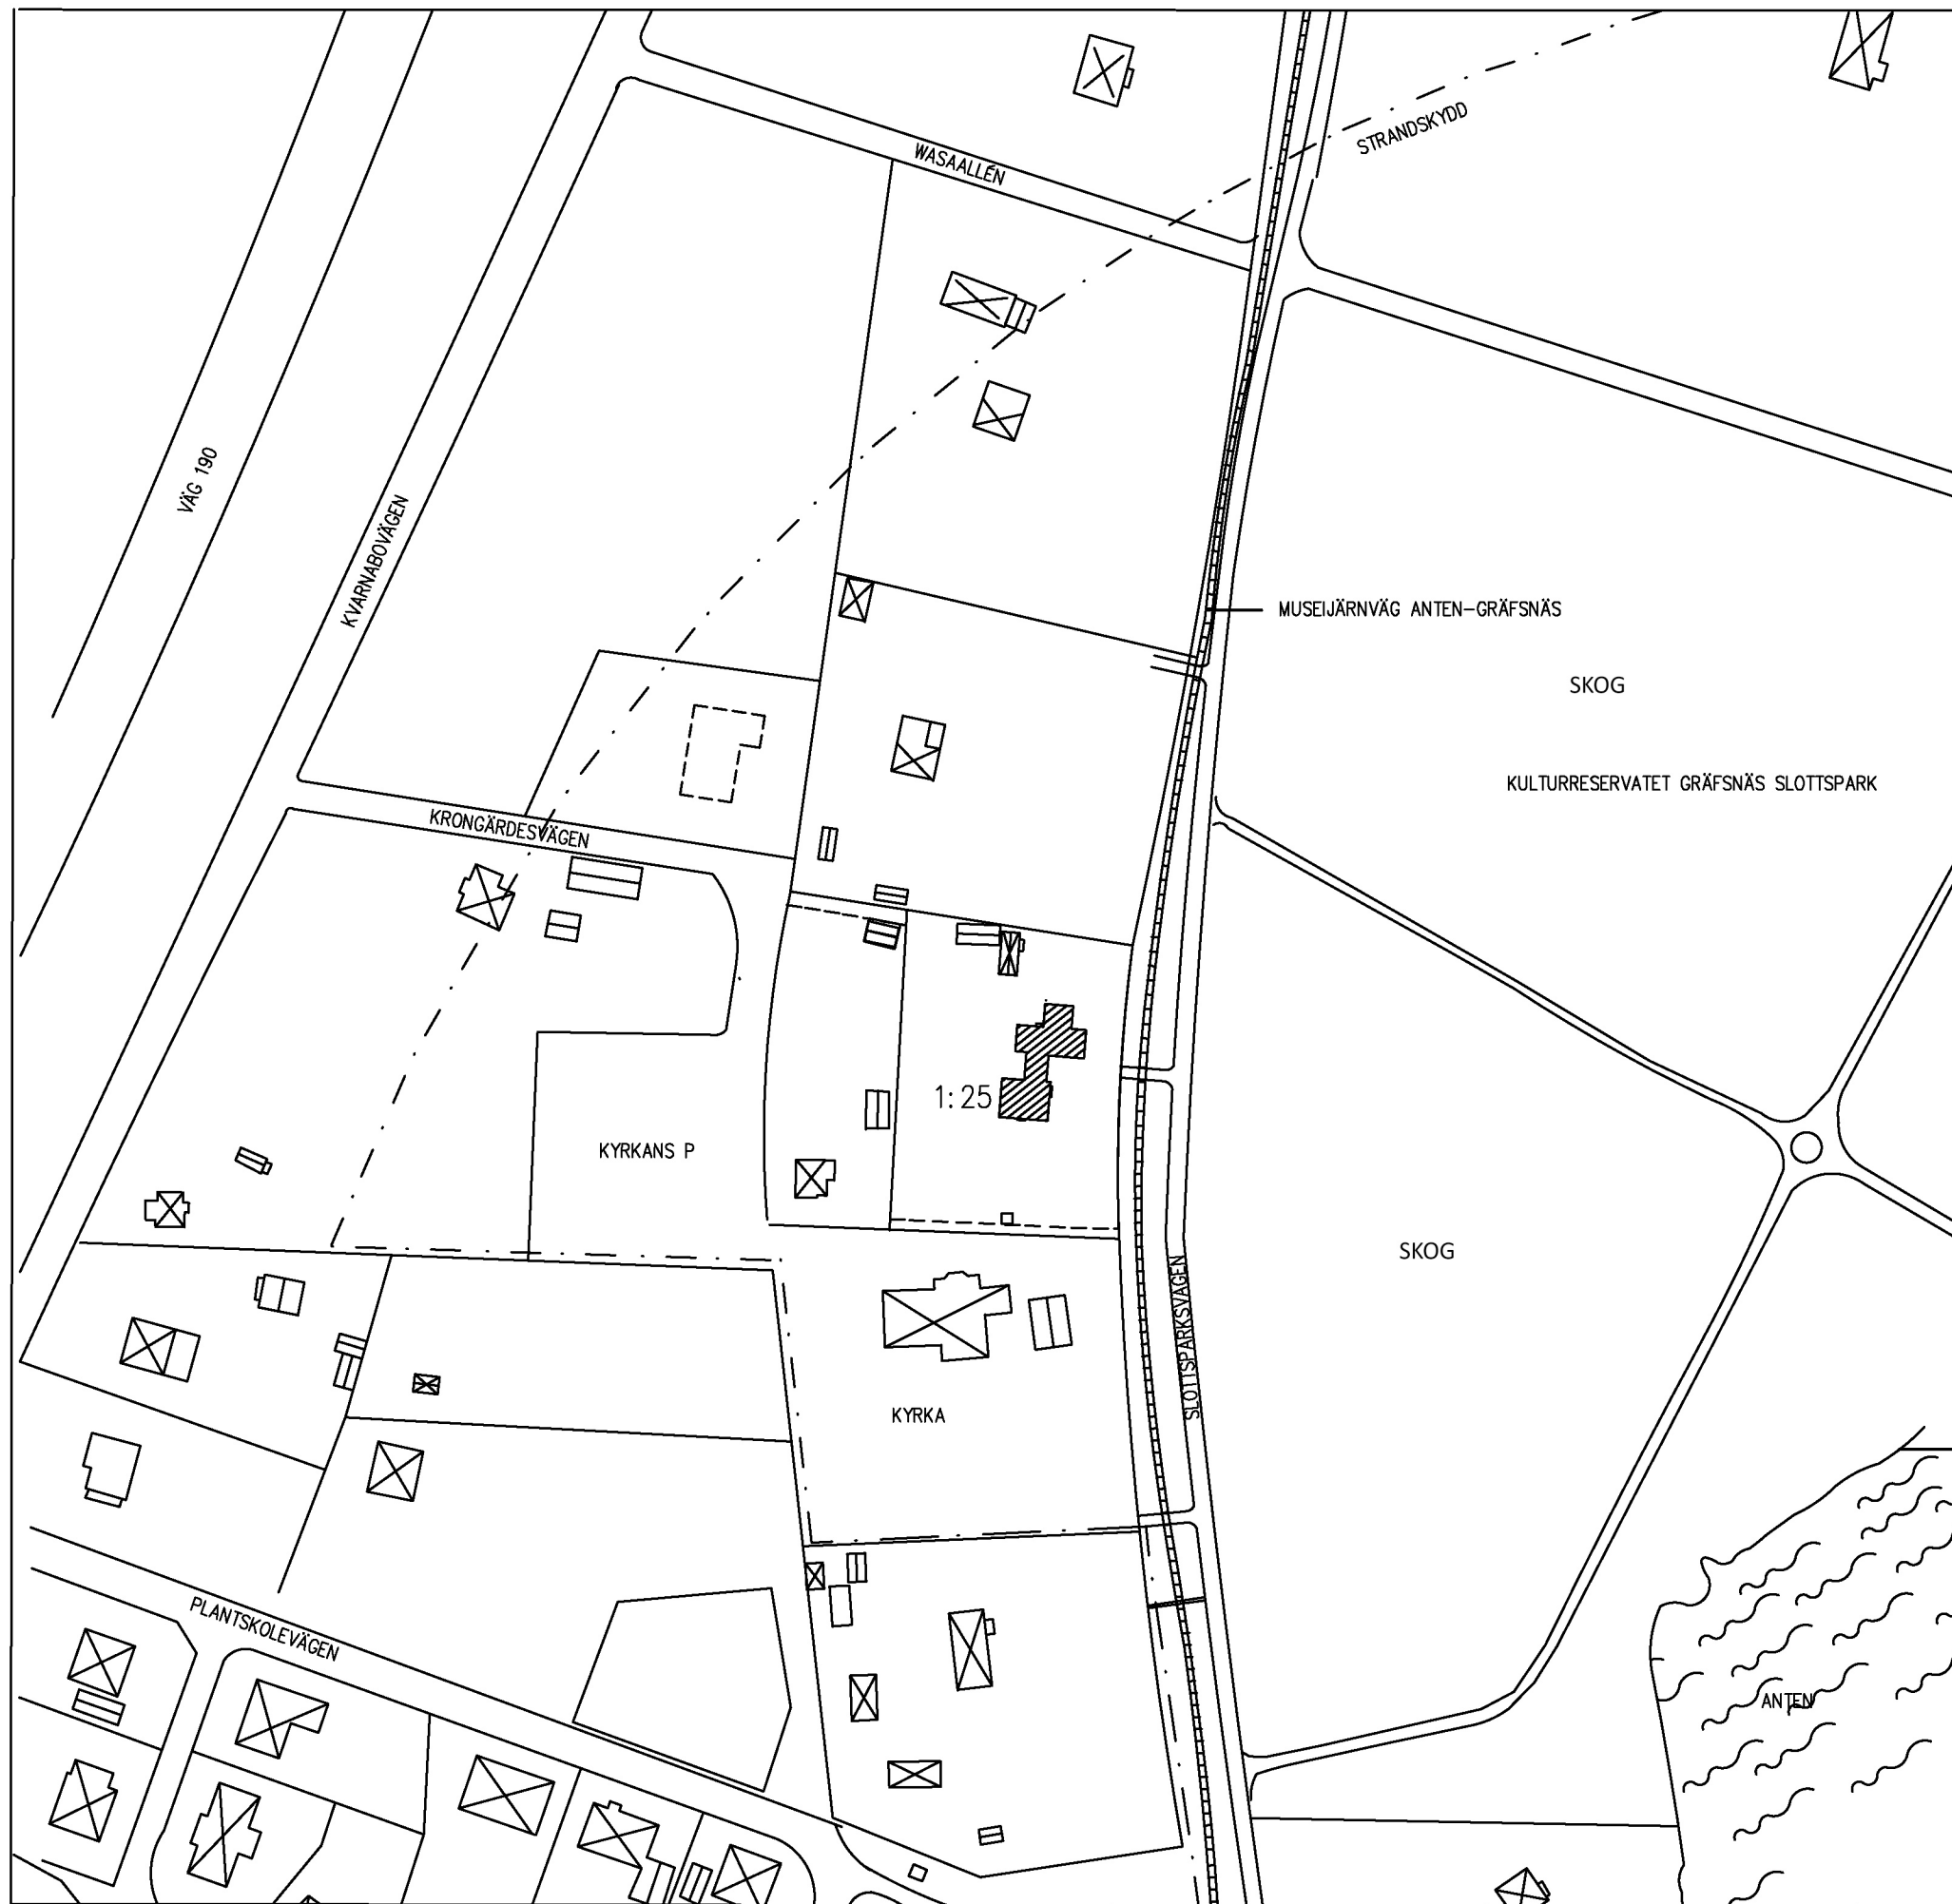 WASAALLÉN
STRANDSKYDD
VÄG 190
KVARNABOVÄGEN
MUSEIJÄRNVÄG ANTEN-GRÄFSNÄS
SKOG
KULTURRESERVATET GRÄFSNÄS SLOTTSPARK
KRONGÄRDESVÄGEN
1:25
KYRKANS P
SKOG
SLOTTSPARKSVÄGEN
KYRKA
PLANTSKOLEVÄGEN
ANTEN